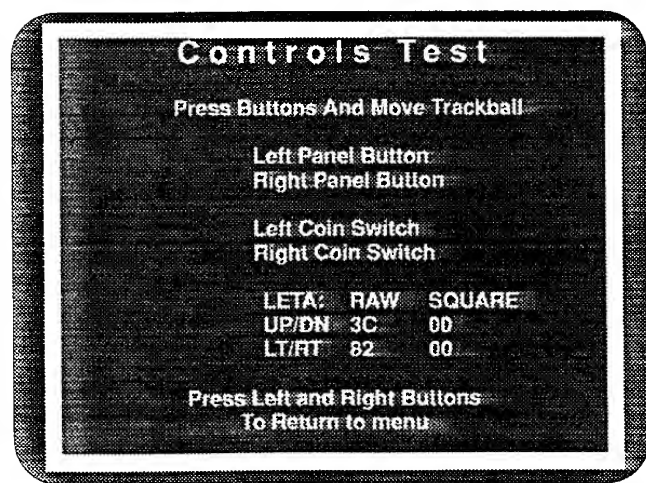 Controls Test
Press Buttons And Move Trackball
Left Panel Button
Right Panel Button
Left Coin Switch
Right Coin Switch
LETA: RAW SQUARE
UP/DN 3C 00
LT/RT 82 00
Press Left and Right Buttons
To Return to menu